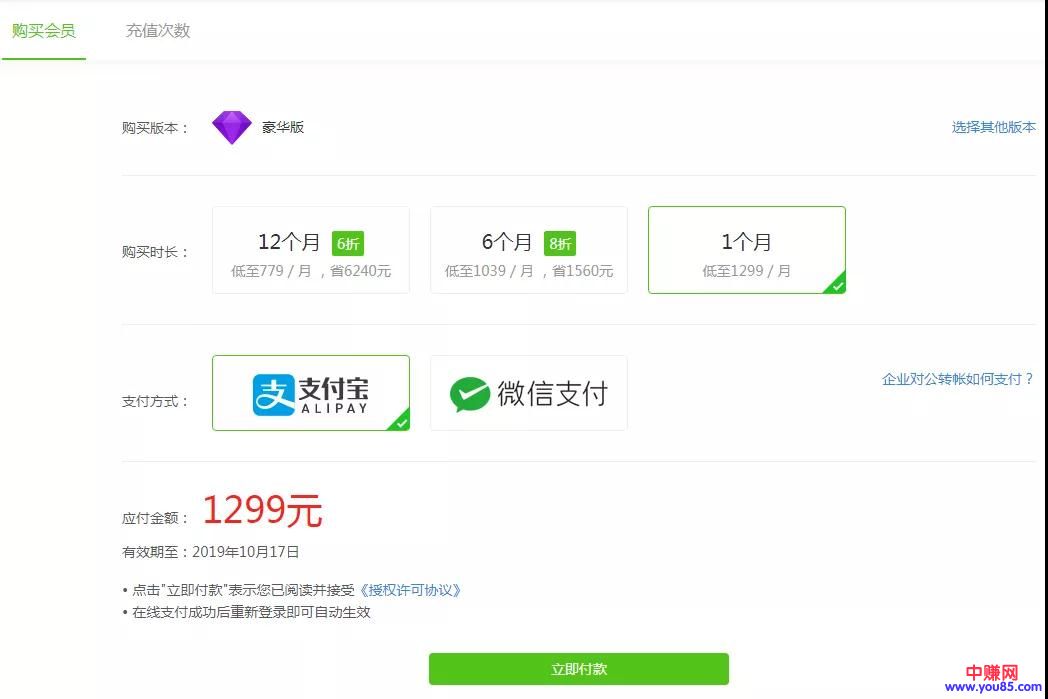 购买会员 充值次数
购买版本： 豪华版 选择其他版本
购买时长：
12个月 6折
低至779 / 月 ，省6240元
6个月 8折
低至1039 / 月 ，省1560元
1个月
低至1299 / 月
支付方式：
支 支付宝
ALIPAY
微信支付
企业对公转帐如何支付？
应付金额： 1299元
有效期至：2019年10月17日
• 点击"立即付款"表示您已阅读并接受《授权许可协议》
• 在线支付成功后重新登录即可自动生效
立即付款
中赚网
www.you85.com